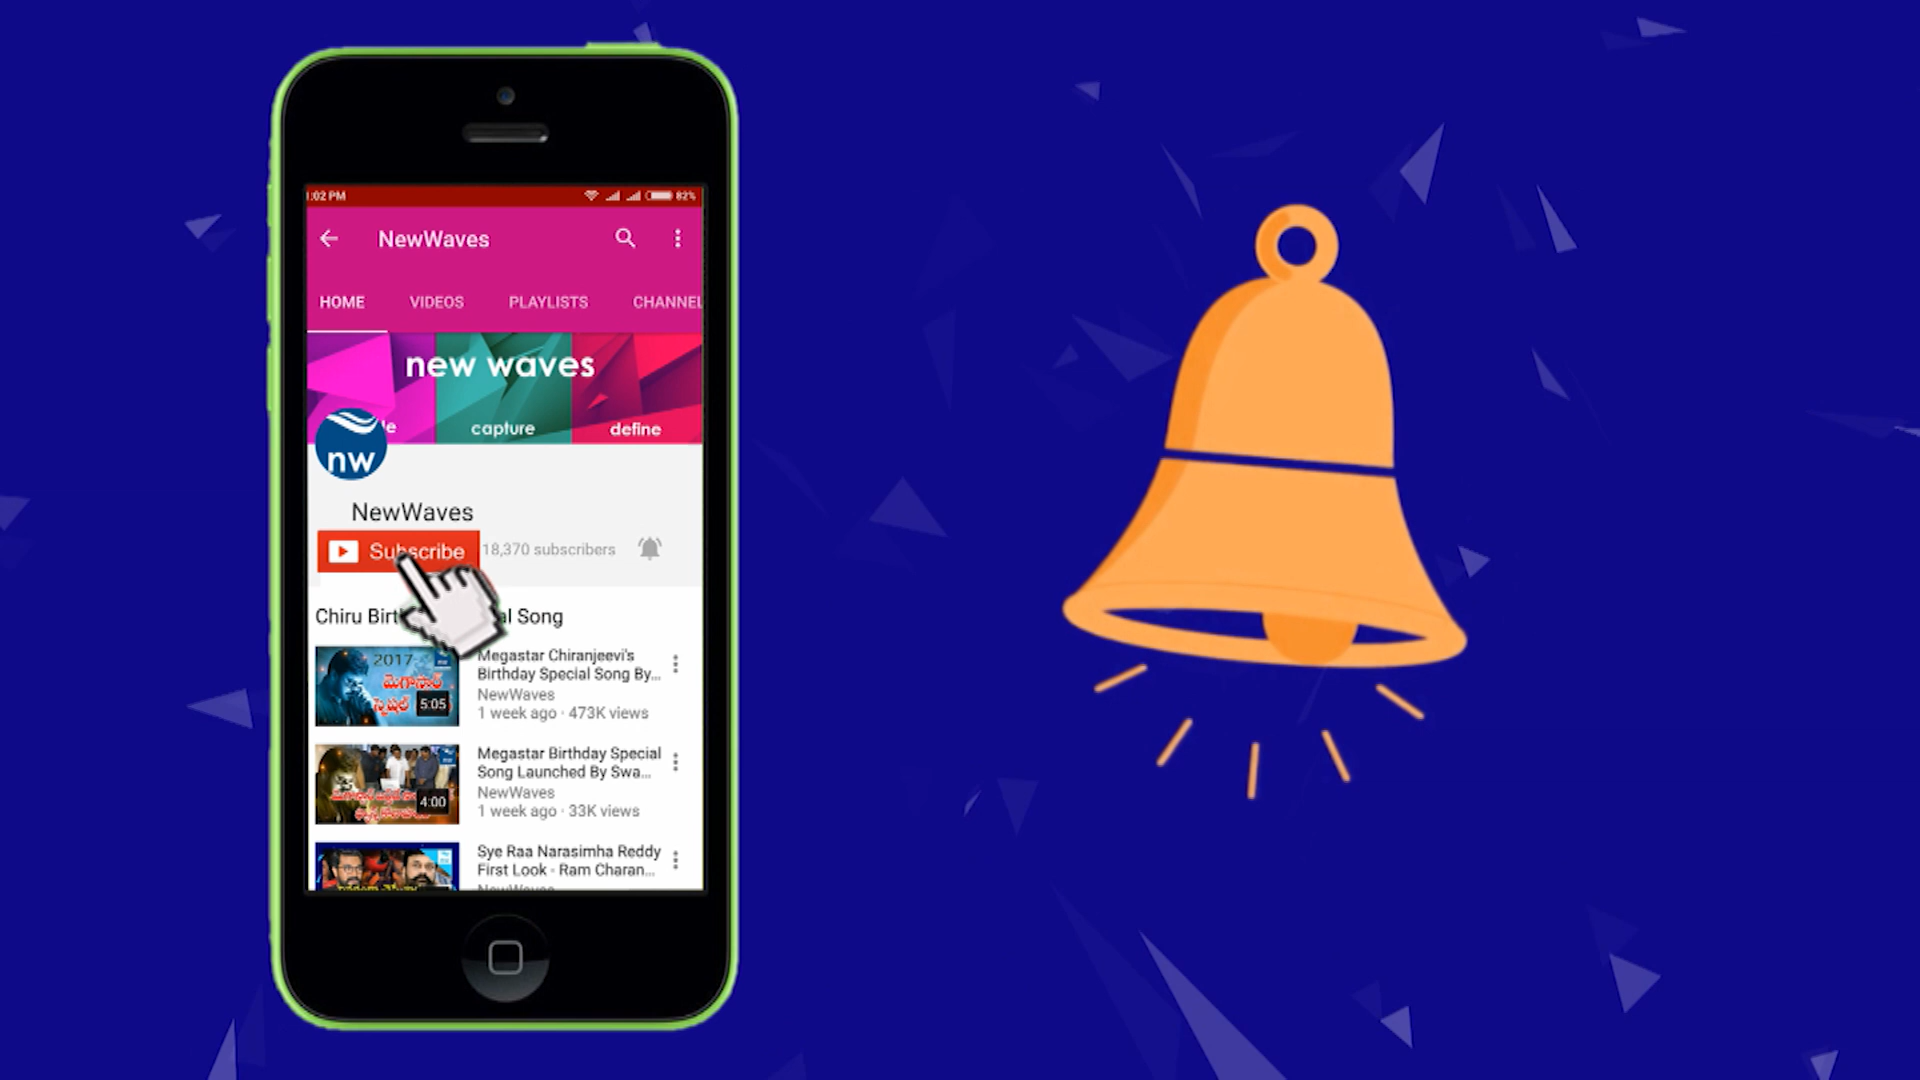 1:02 PM
82%
NewWaves
HOME VIDEOS PLAYLISTS CHANNEL
new waves
capture
define
nw
NewWaves
Subscribe
18,370 subscribers
Song
2017
మెగాస్టార్
స్పెషల్
5:05
Megastar Chiranjeevi's
Birthday Special Song By...
NewWaves
1 week ago · 473K views
4:00
Megastar Birthday Special
Song Launched By Swa...
NewWaves
1 week ago · 33K views
Sye Raa Narasimha Reddy
First Look - Ram Charan...